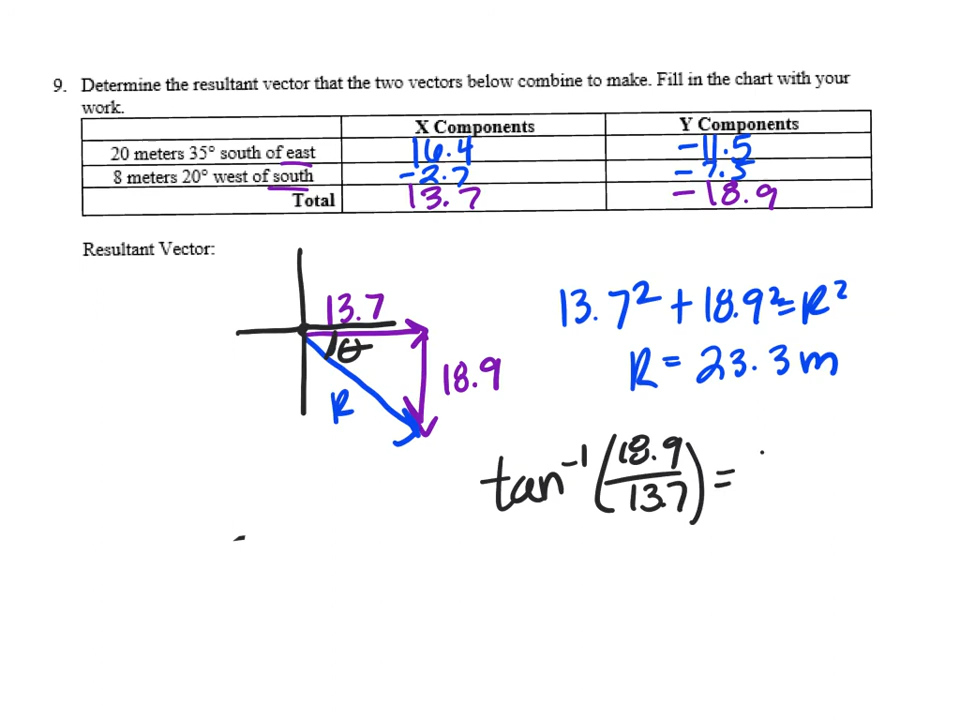 9. Determine the resultant vector that the two vectors below combine to make. Fill in the chart with your
work.
X Components Y Components
20 meters 35° south of east 16.4 -11.5
8 meters 20° west of south -2.7 -7.5
Total 13.7 -18.9
Resultant Vector:
13.7
θ
18.9
R
13.7² + 18.9² = R²
R = 23.3 m
tan⁻¹ (18.9/13.7) =